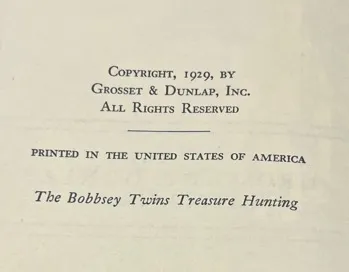 Copyright, 1929, by
Grosset & Dunlap, Inc.
All Rights Reserved
PRINTED IN THE UNITED STATES OF AMERICA
The Bobbsey Twins Treasure Hunting